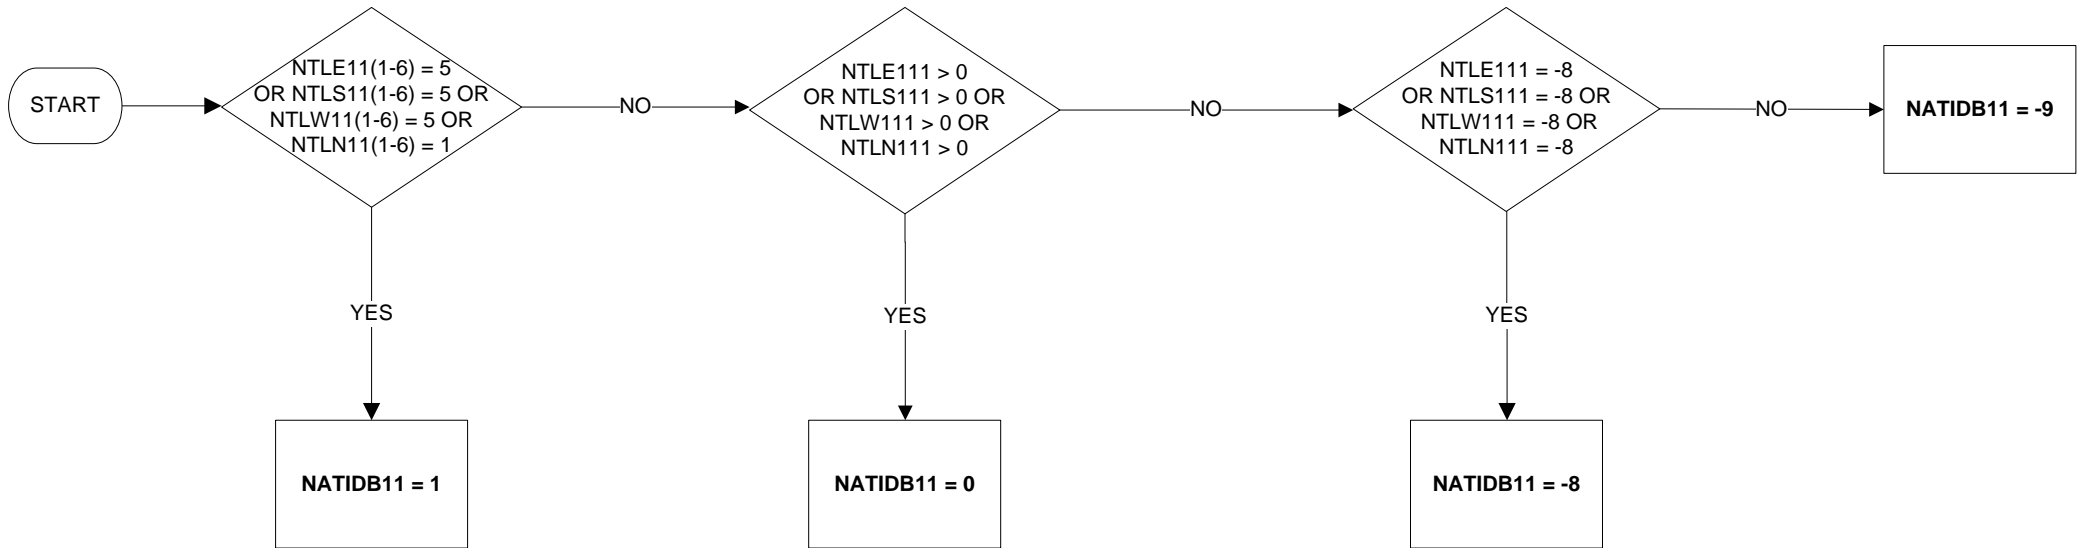 START
NTLE11(1-6) = 5
OR NTLS11(1-6) = 5 OR
NTLW11(1-6) = 5 OR
NTLN11(1-6) = 1
NO
NTLE111 > 0
OR NTLS111 > 0 OR
NTLW111 > 0 OR
NTLN111 > 0
NO
NTLE111 = -8
OR NTLS111 = -8 OR
NTLW111 = -8 OR
NTLN111 = -8
NO
NATIDB11 = -9
YES
YES
YES
NATIDB11 = 1
NATIDB11 = 0
NATIDB11 = -8